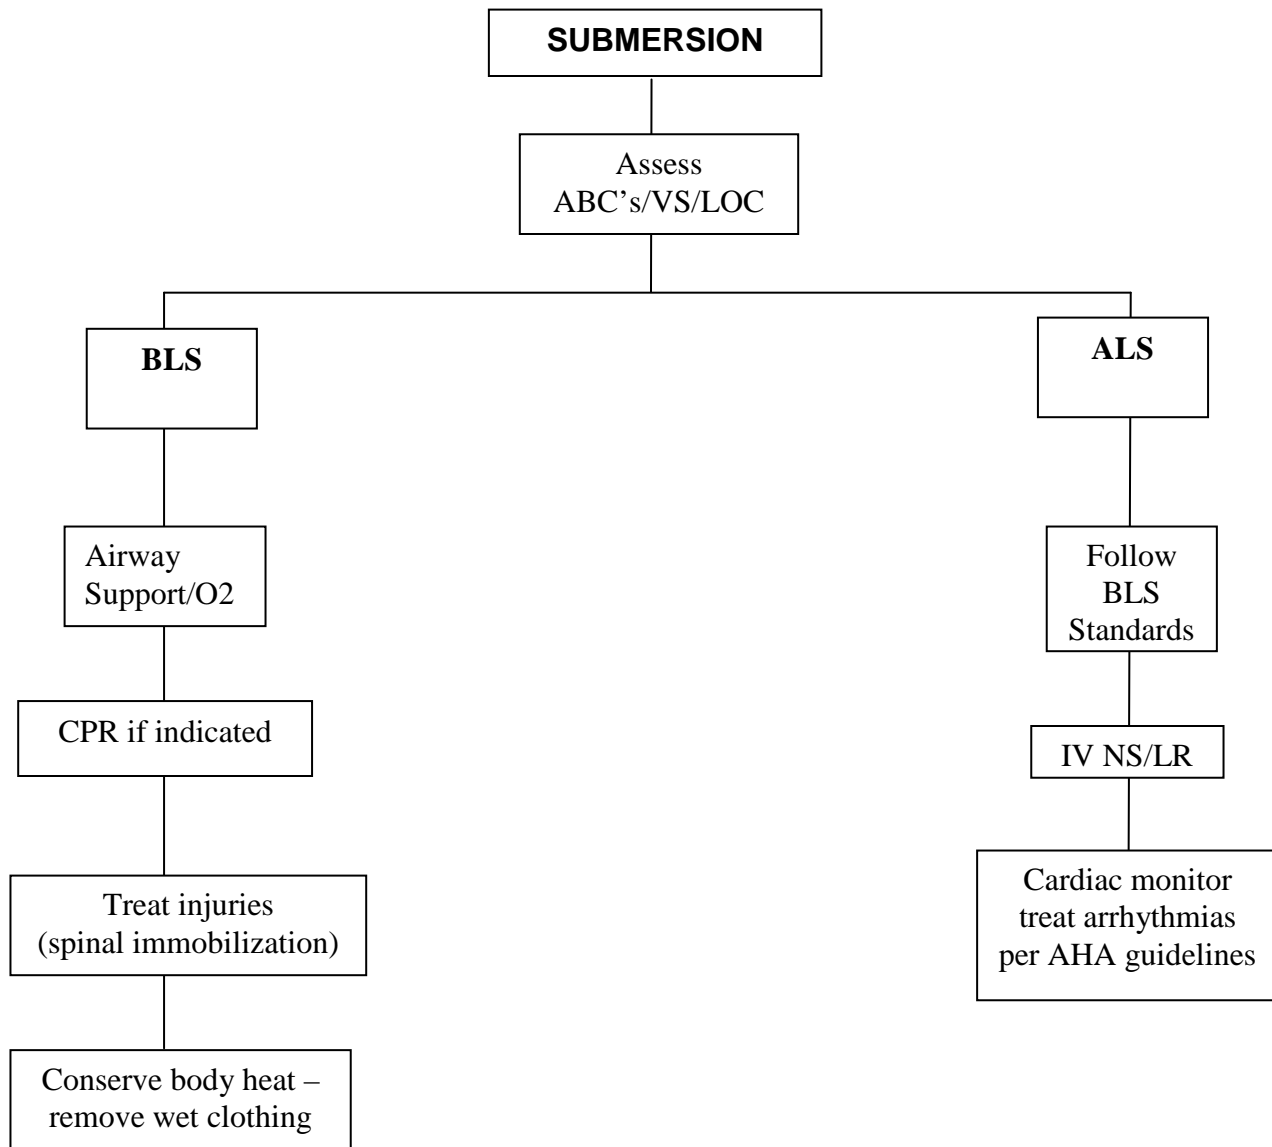 SUBMERSION
Assess
ABC’s/VS/LOC
BLS
Airway
Support/O2
CPR if indicated
Treat injuries
(spinal immobilization)
Conserve body heat –
remove wet clothing
ALS
Follow
BLS
Standards
IV NS/LR
Cardiac monitor
treat arrhythmias
per AHA guidelines